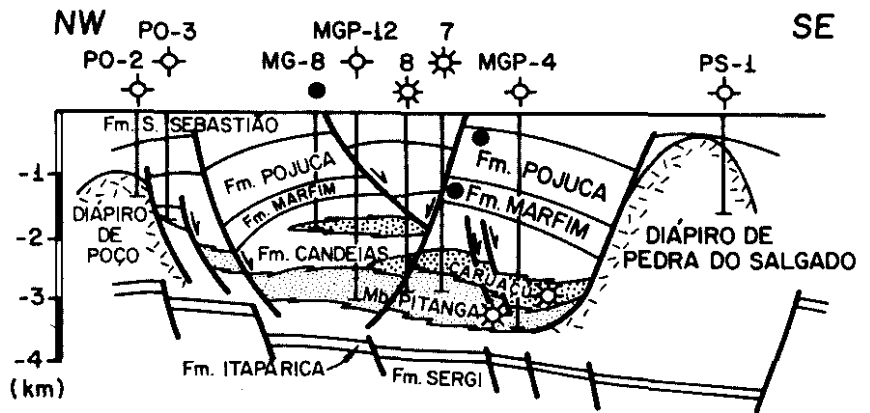 NW
SE
PO-3
MGP-12
7
PO-2
MG-8
8
MGP-4
PS-1
Fm. S. SEBASTIÃO
-1
Fm. POJUCA
Fm. POJUCA
Fm. MARFIM
Fm. MARFIM
DIÁPIRO
DE
POÇO
-2
Fm. CANDEIAS
DIÁPIRO DE
PEDRA DO SALGADO
CARUAÇU
-3
Mb. PITANGA
-4
Fm. ITAPARICA
Fm. SERGI
(km)